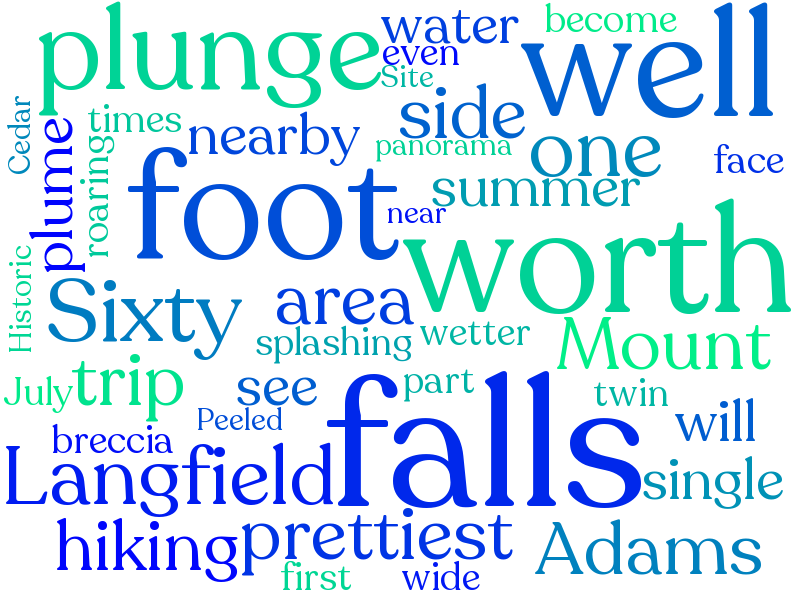 plunge
water
become
even
Site
well
Cedar
times
nearby
side
panorama
one
face
plume
roaring
foot
summer
near
worth
Historic
Sixty
area
splashing
wetter
Mount
July
trip
see
part
twin
Peeled
will
breccia
falls
Langfield
single
hiking
prettiest
Adams
first
wide